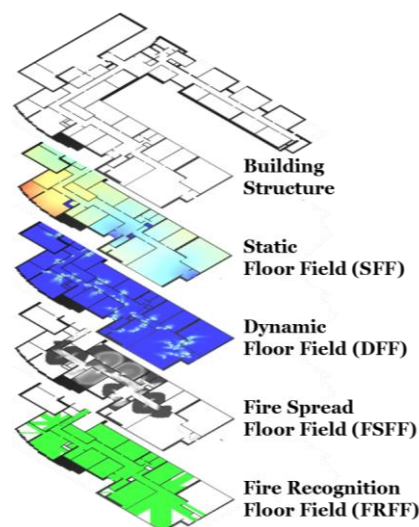 Building
Structure
Static
Floor Field (SFF)
Dynamic
Floor Field (DFF)
Fire Spread
Floor Field (FSFF)
Fire Recognition
Floor Field (FRFF)